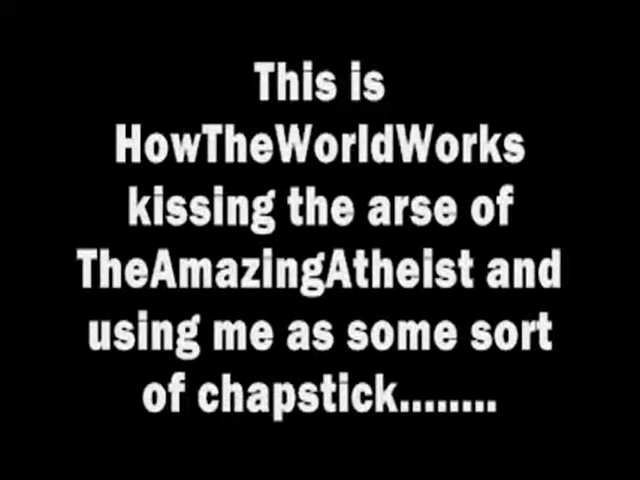 This is
HowTheWorldWorks
kissing the arse of
TheAmazingAtheist and
using me as some sort
of chapstick........